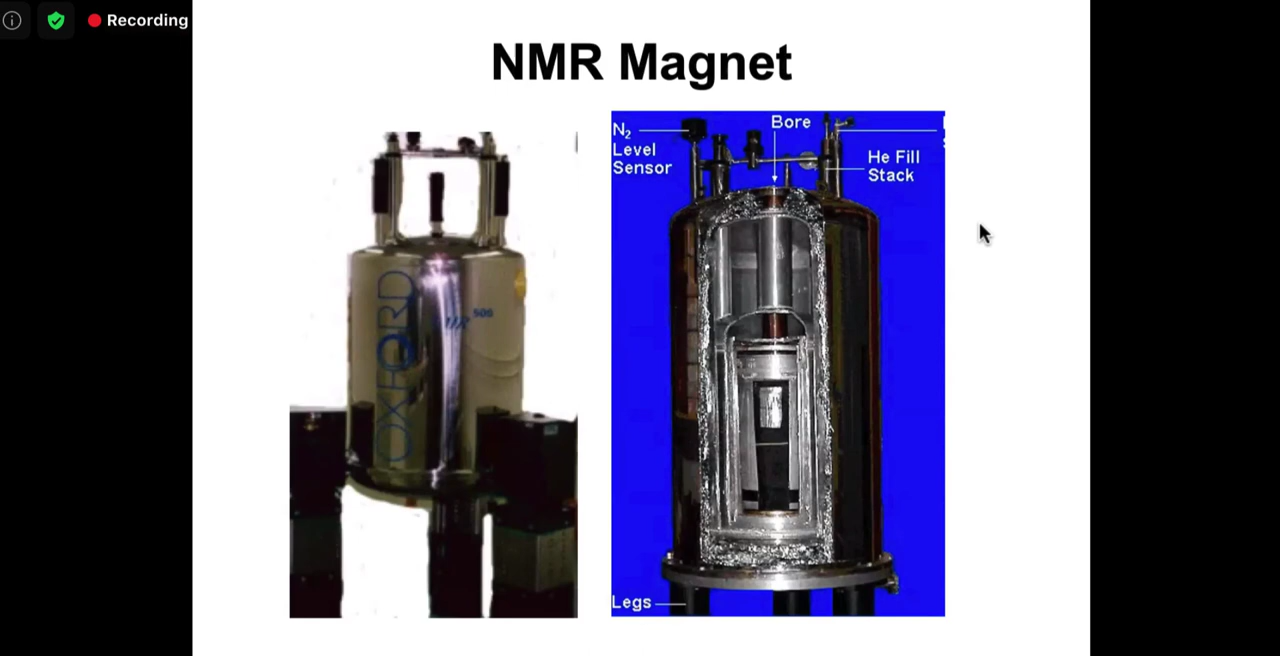 Recording
NMR Magnet
N₂
Level
Sensor
Bore
He Fill
Stack
OXFORD
500
Legs